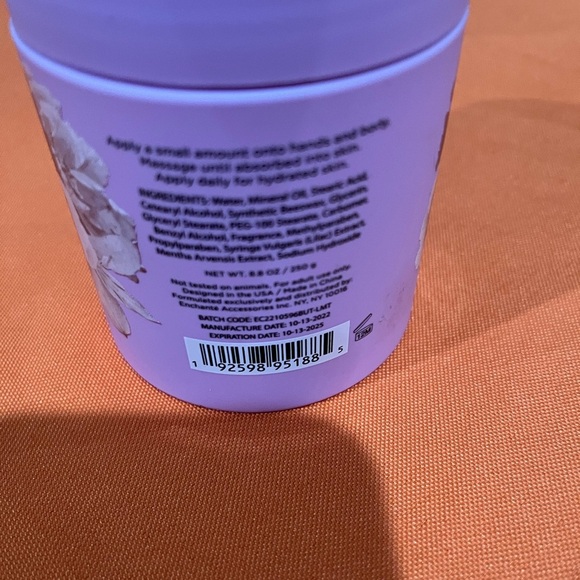 Apply a small amount onto hands and body.
Massage until absorbed into skin.
Apply daily for hydrated skin.
INGREDIENTS: Water, Mineral Oil, Stearic Acid,
Cetearyl Alcohol, Synthetic Beeswax, Glycerin,
Glyceryl Stearate, PEG-100 Stearate, Carbomer,
Benzyl Alcohol, Fragrance, Methylparaben,
Propylparaben, Syringa Vulgaris (Lilac) Extract,
Mentha Arvensis Extract, Sodium Hydroxide
NET WT. 8.8 OZ / 250 g
Not tested on animals. For adult use only.
Designed in the USA / Made in China
Formulated exclusively and distributed by:
Enchante Accessories Inc. NY, NY 10016
BATCH CODE: EC2210596BUT-LMT
MANUFACTURE DATE: 10-13-2022
EXPIRATION DATE: 10-13-2025
1 92598 95188 5
12M